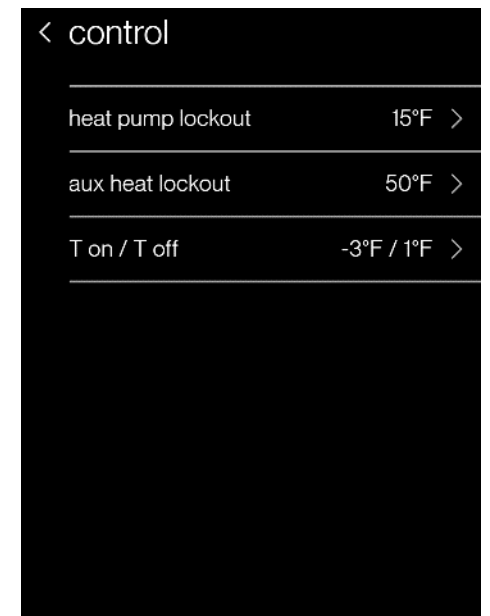 control
heat pump lockout 15°F
aux heat lockout 50°F
T on / T off -3°F / 1°F